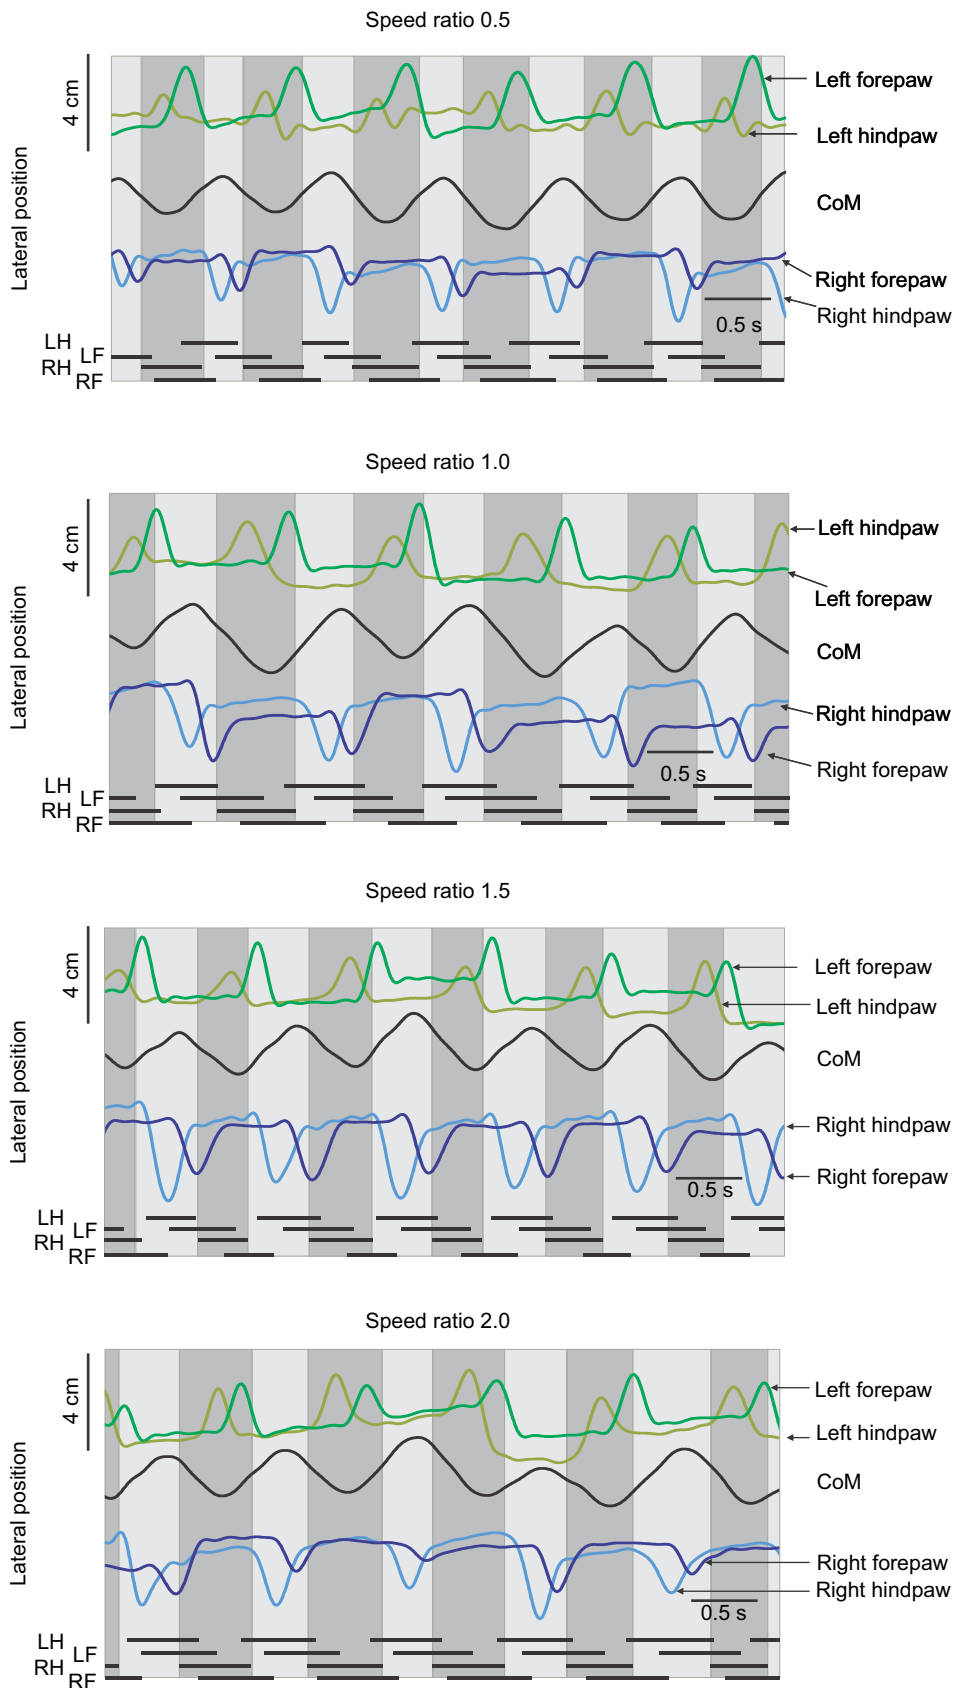 Speed ratio 0.5
4 cm
Lateral position
Left forepaw
Left hindpaw
CoM
Right forepaw
Right hindpaw
0.5 s
LH
LF
RH
RF
Speed ratio 1.0
4 cm
Lateral position
Left hindpaw
Left forepaw
CoM
Right hindpaw
Right forepaw
0.5 s
LH
LF
RH
RF
Speed ratio 1.5
4 cm
Lateral position
Left forepaw
Left hindpaw
CoM
Right hindpaw
Right forepaw
0.5 s
LH
LF
RH
RF
Speed ratio 2.0
4 cm
Lateral position
Left forepaw
Left hindpaw
CoM
Right forepaw
Right hindpaw
0.5 s
LH
LF
RH
RF